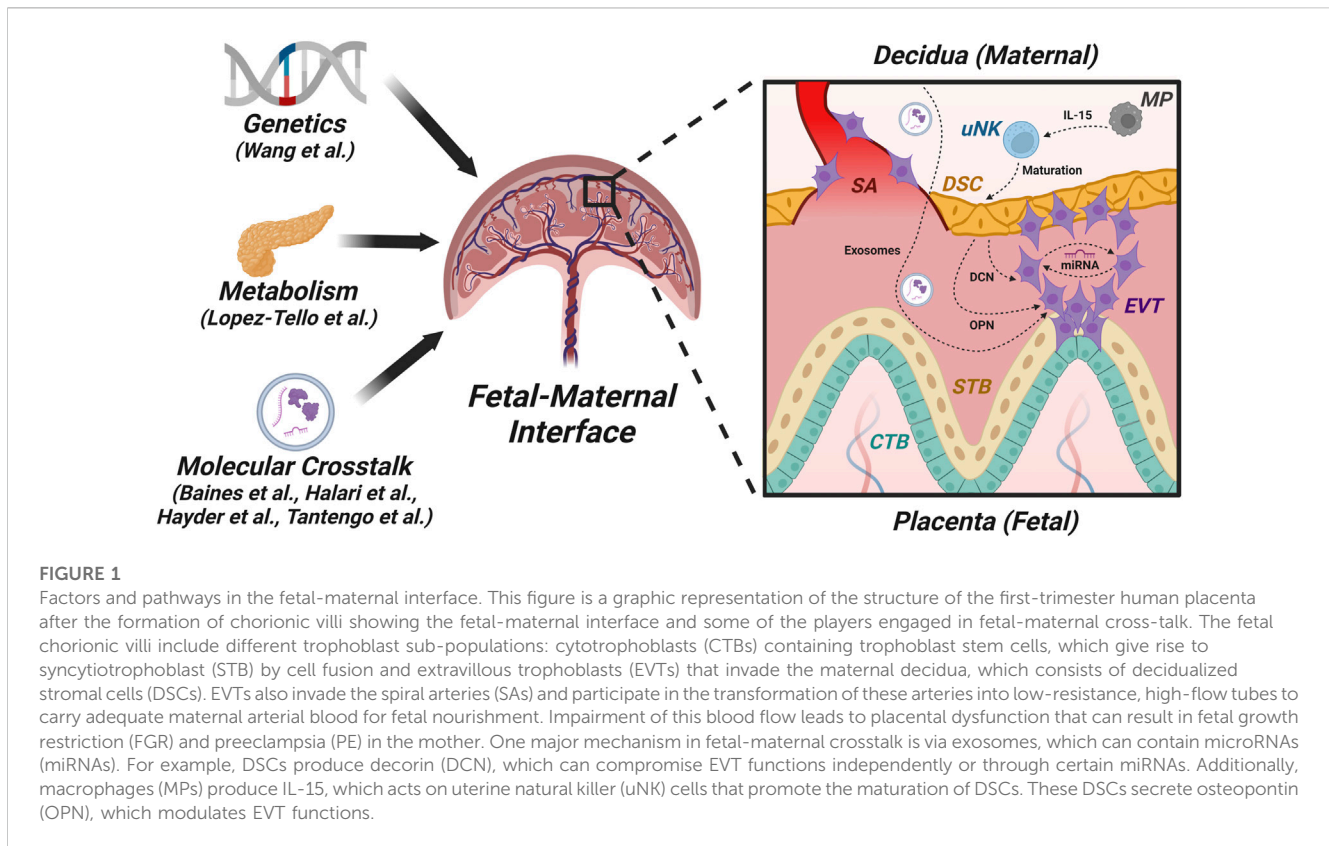 Genetics
(Wang et al.)
Metabolism
(Lopez-Tello et al.)
Molecular Crosstalk
(Baines et al., Halari et al.,
Hayder et al., Tantengo et al.)
Fetal-Maternal
Interface
Decidua (Maternal)
MP
IL-15
uNK
Maturation
SA
DSC
Exosomes
DCN
miRNA
EVT
OPN
STB
CTB
Placenta (Fetal)
FIGURE 1
Factors and pathways in the fetal-maternal interface. This figure is a graphic representation of the structure of the first-trimester human placenta
after the formation of chorionic villi showing the fetal-maternal interface and some of the players engaged in fetal-maternal cross-talk. The fetal
chorionic villi include different trophoblast sub-populations: cytotrophoblasts (CTBs) containing trophoblast stem cells, which give rise to
syncytiotrophoblast (STB) by cell fusion and extravillous trophoblasts (EVTs) that invade the maternal decidua, which consists of decidualized
stromal cells (DSCs). EVTs also invade the spiral arteries (SAs) and participate in the transformation of these arteries into low-resistance, high-flow tubes to
carry adequate maternal arterial blood for fetal nourishment. Impairment of this blood flow leads to placental dysfunction that can result in fetal growth
restriction (FGR) and preeclampsia (PE) in the mother. One major mechanism in fetal-maternal crosstalk is via exosomes, which can contain microRNAs
(miRNAs). For example, DSCs produce decorin (DCN), which can compromise EVT functions independently or through certain miRNAs. Additionally,
macrophages (MPs) produce IL-15, which acts on uterine natural killer (uNK) cells that promote the maturation of DSCs. These DSCs secrete osteopontin
(OPN), which modulates EVT functions.